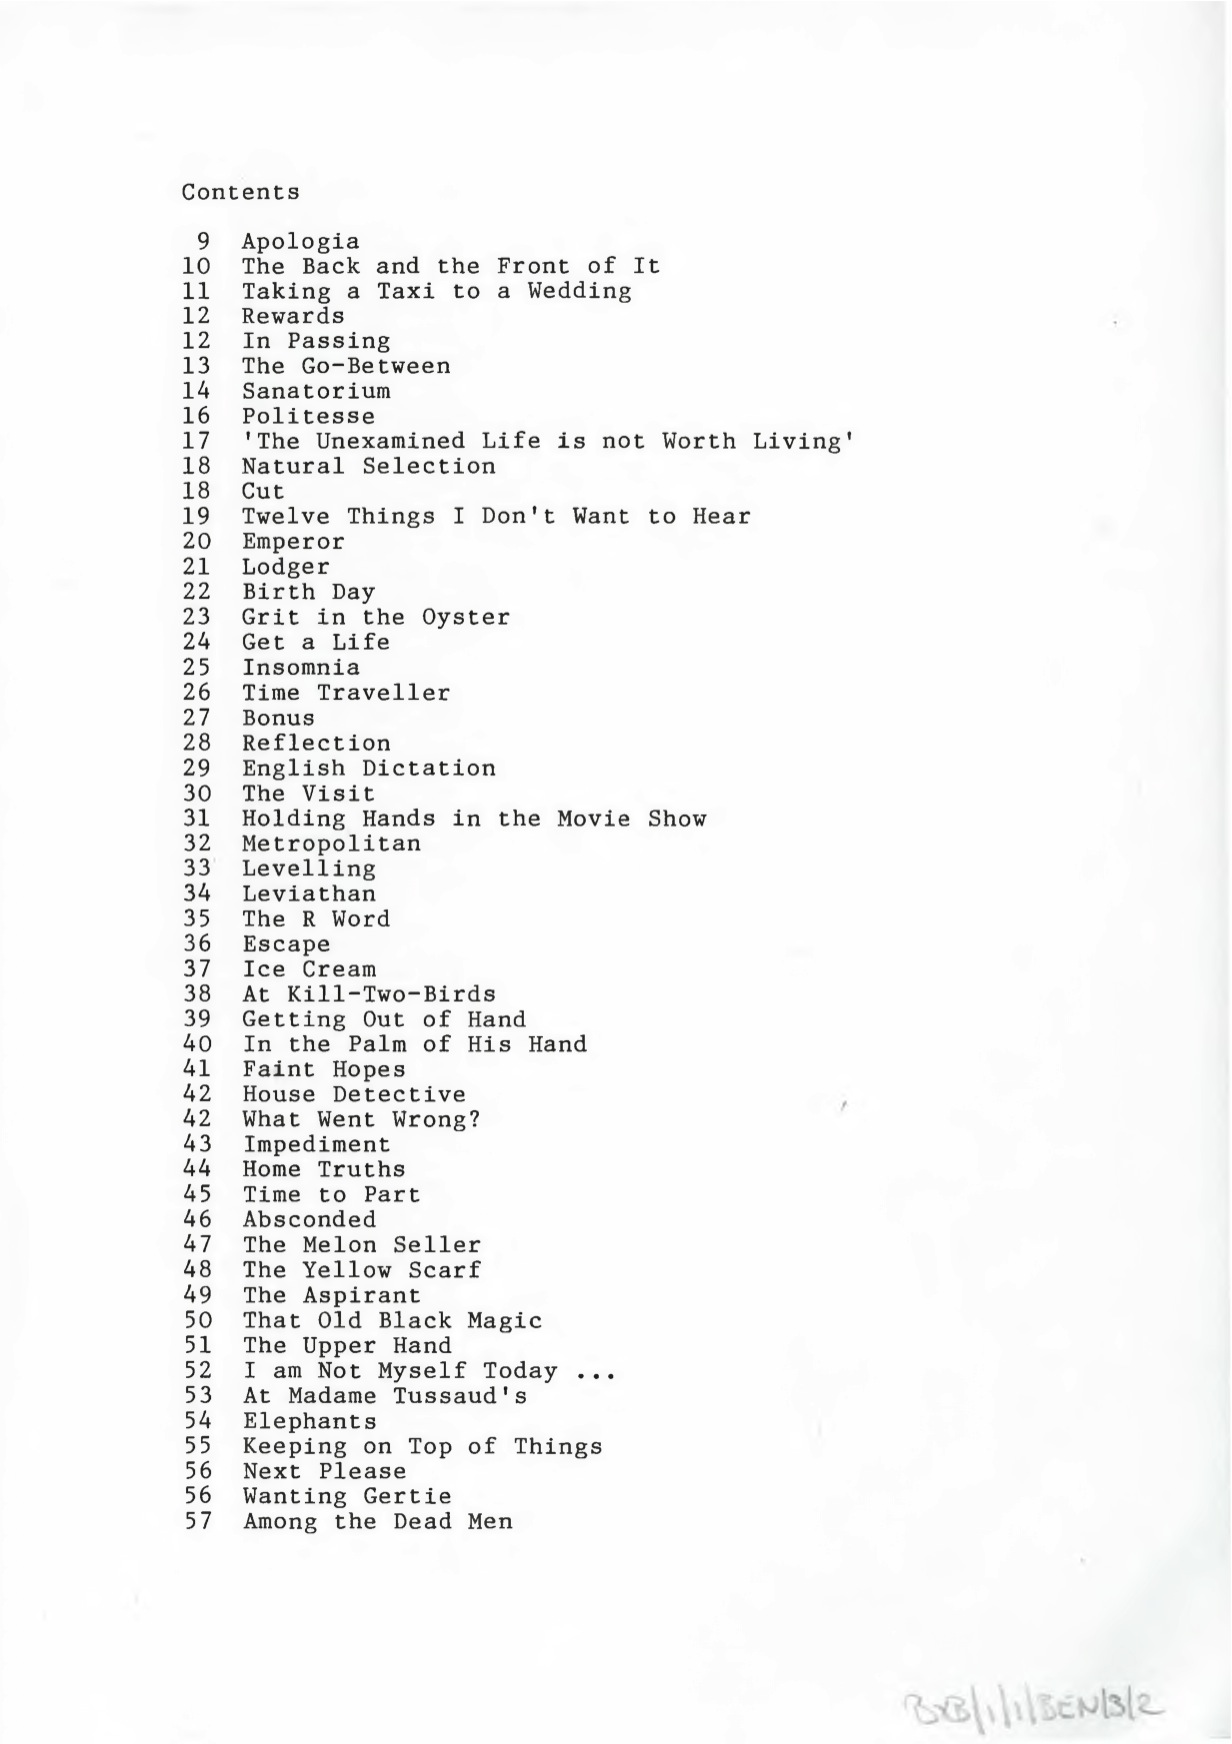 Contents
9 Apologia
10 The Back and the Front of It
11 Taking a Taxi to a Wedding
12 Rewards
12 In Passing
13 The Go-Between
14 Sanatorium
16 Politesse
17 'The Unexamined Life is not Worth Living'
18 Natural Selection
18 Cut
19 Twelve Things I Don't Want to Hear
20 Emperor
21 Lodger
22 Birth Day
23 Grit in the Oyster
24 Get a Life
25 Insomnia
26 Time Traveller
27 Bonus
28 Reflection
29 English Dictation
30 The Visit
31 Holding Hands in the Movie Show
32 Metropolitan
33 Levelling
34 Leviathan
35 The R Word
36 Escape
37 Ice Cream
38 At Kill-Two-Birds
39 Getting Out of Hand
40 In the Palm of His Hand
41 Faint Hopes
42 House Detective
42 What Went Wrong?
43 Impediment
44 Home Truths
45 Time to Part
46 Absconded
47 The Melon Seller
48 The Yellow Scarf
49 The Aspirant
50 That Old Black Magic
51 The Upper Hand
52 I am Not Myself Today ...
53 At Madame Tussaud's
54 Elephants
55 Keeping on Top of Things
56 Next Please
56 Wanting Gertie
57 Among the Dead Men
BXB/1/1/BEN/3/2